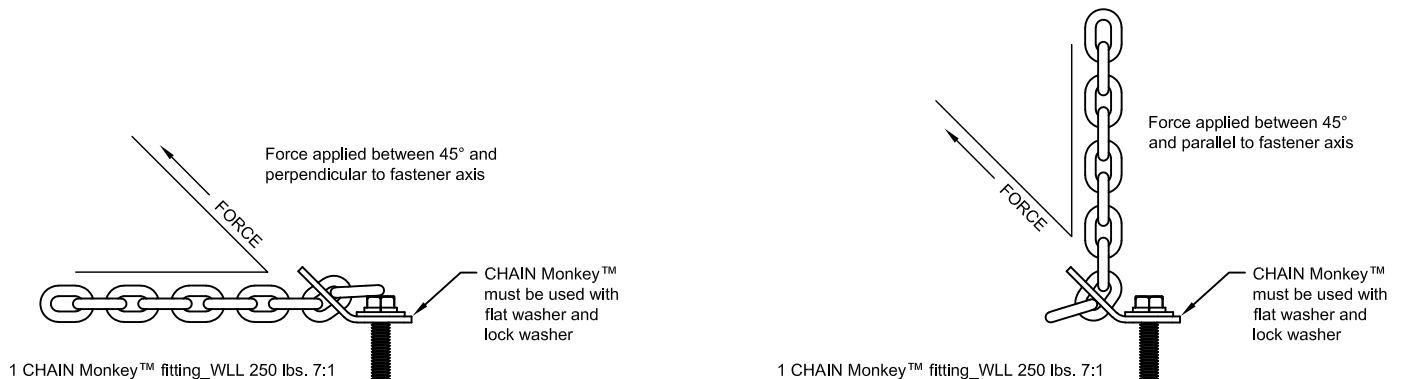 Force applied between 45° and
perpendicular to fastener axis
FORCE
CHAIN Monkey™
must be used with
flat washer and
lock washer
1 CHAIN Monkey™ fitting_WLL 250 lbs. 7:1
Force applied between 45°
and parallel to fastener axis
FORCE
CHAIN Monkey™
must be used with
flat washer and
lock washer
1 CHAIN Monkey™ fitting_WLL 250 lbs. 7:1